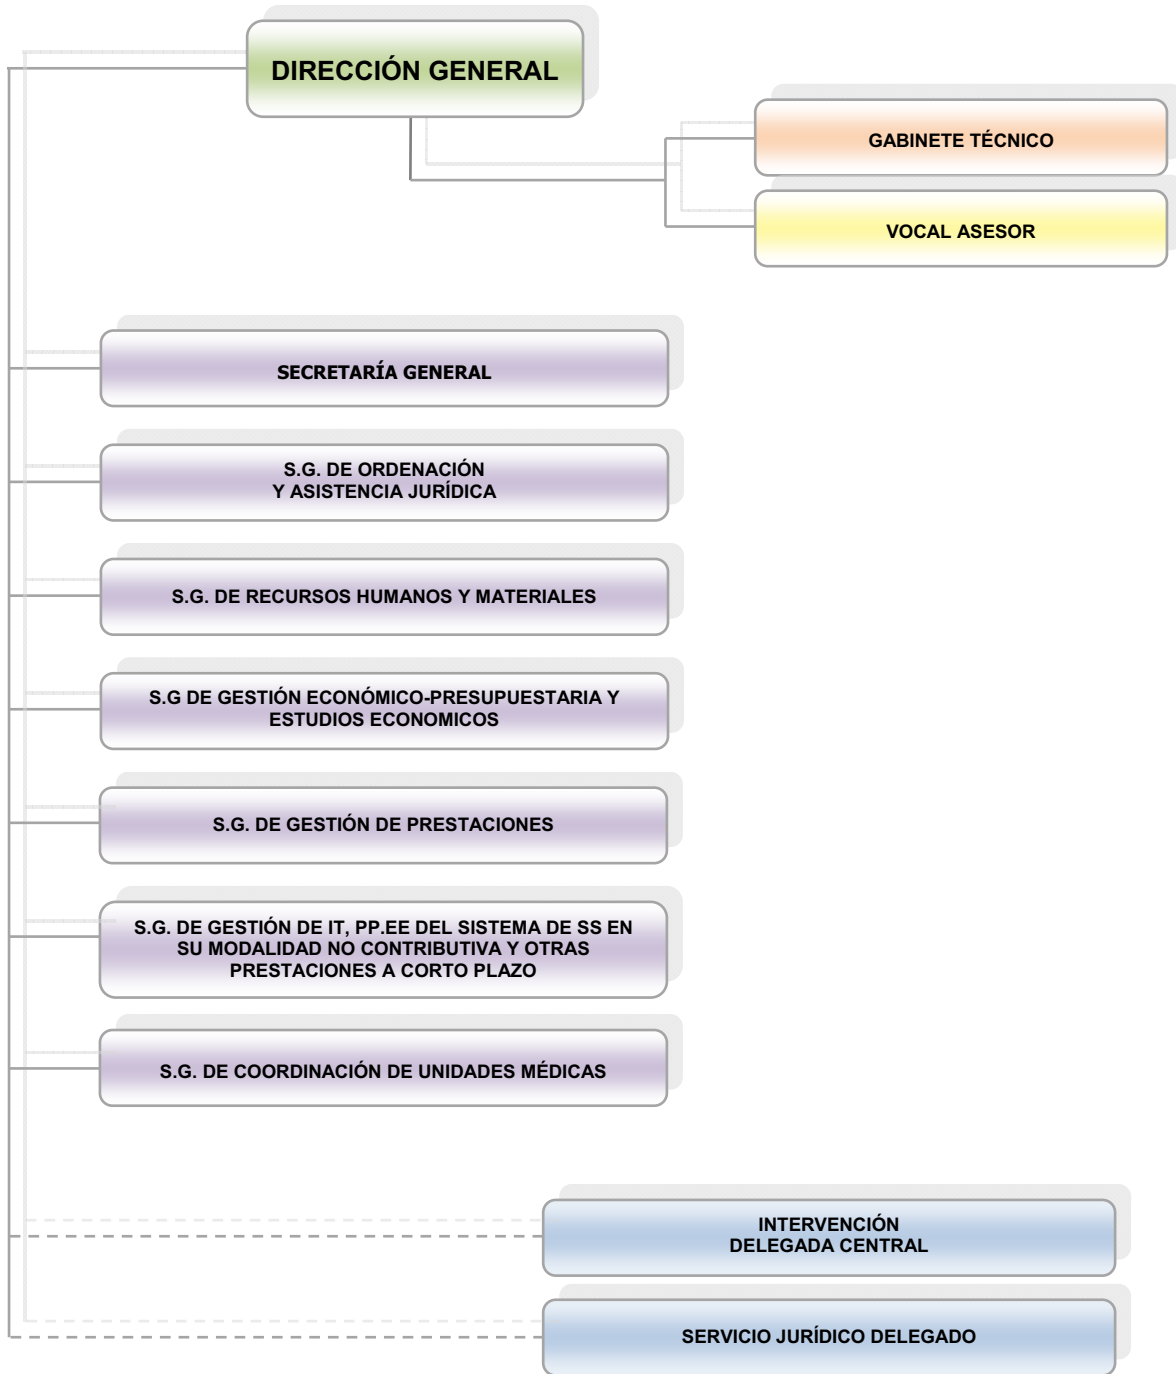 DIRECCIÓN GENERAL
GABINETE TÉCNICO
VOCAL ASESOR
SECRETARÍA GENERAL
S.G. DE ORDENACIÓN
Y ASISTENCIA JURÍDICA
S.G. DE RECURSOS HUMANOS Y MATERIALES
S.G DE GESTIÓN ECONÓMICO-PRESUPUESTARIA Y
ESTUDIOS ECONOMICOS
S.G. DE GESTIÓN DE PRESTACIONES
S.G. DE GESTIÓN DE IT, PP.EE DEL SISTEMA DE SS EN
SU MODALIDAD NO CONTRIBUTIVA Y OTRAS
PRESTACIONES A CORTO PLAZO
S.G. DE COORDINACIÓN DE UNIDADES MÉDICAS
INTERVENCIÓN
DELEGADA CENTRAL
SERVICIO JURÍDICO DELEGADO